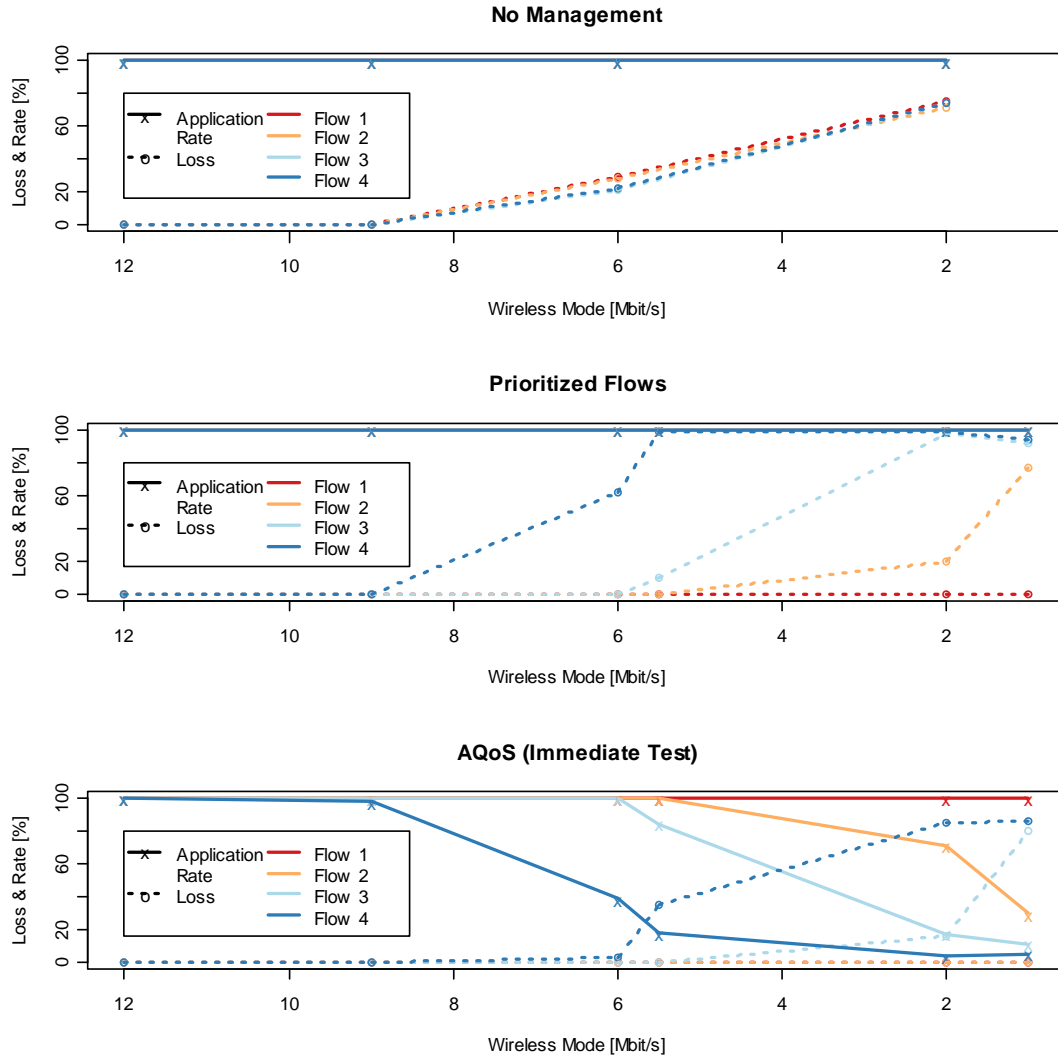 No Management
Loss & Rate [%]
100
60
20
0
Application
Rate
Loss
Flow 1
Flow 2
Flow 3
Flow 4
12 10 8 6 4 2
Wireless Mode [Mbit/s]
Prioritized Flows
Loss & Rate [%]
100
60
20
0
Application
Rate
Loss
Flow 1
Flow 2
Flow 3
Flow 4
12 10 8 6 4 2
Wireless Mode [Mbit/s]
AQoS (Immediate Test)
Loss & Rate [%]
100
60
20
0
Application
Rate
Loss
Flow 1
Flow 2
Flow 3
Flow 4
12 10 8 6 4 2
Wireless Mode [Mbit/s]